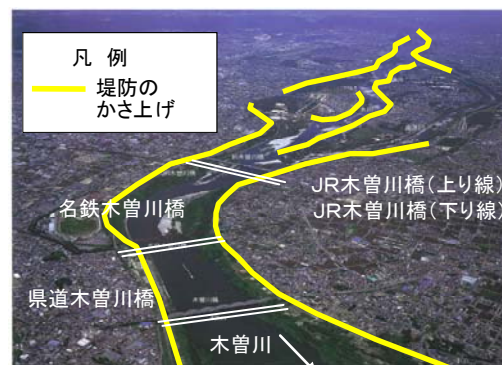 凡 例
堤防の
かさ上げ
JR木曽川橋(上り線)
JR木曽川橋(下り線)
名鉄木曽川橋
県道木曽川橋
木曽川